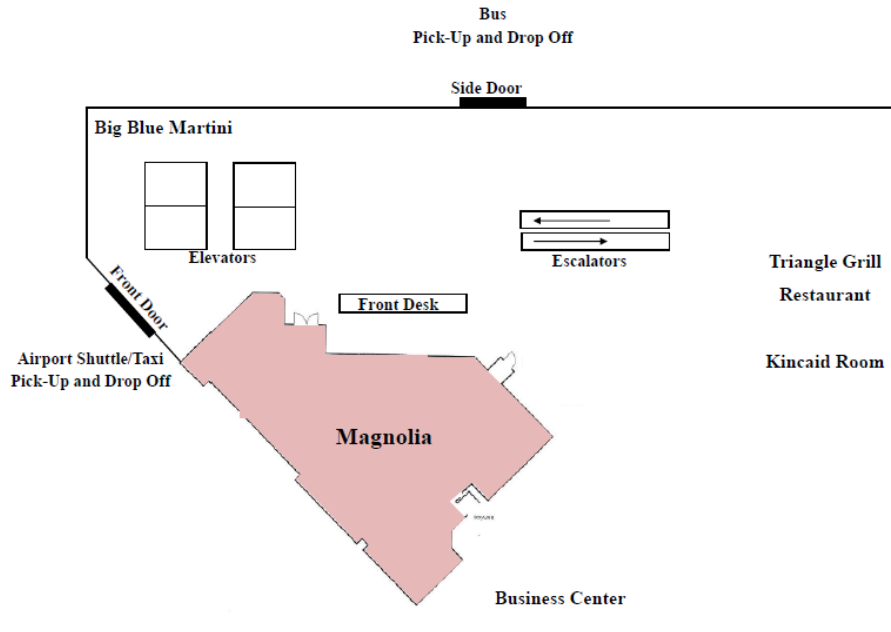 Bus
Pick-Up and Drop Off
Side Door
Big Blue Martini
Elevators
Escalators
Triangle Grill
Restaurant
Front Door
Front Desk
Airport Shuttle/Taxi
Pick-Up and Drop Off
Kincaid Room
Magnolia
Business Center